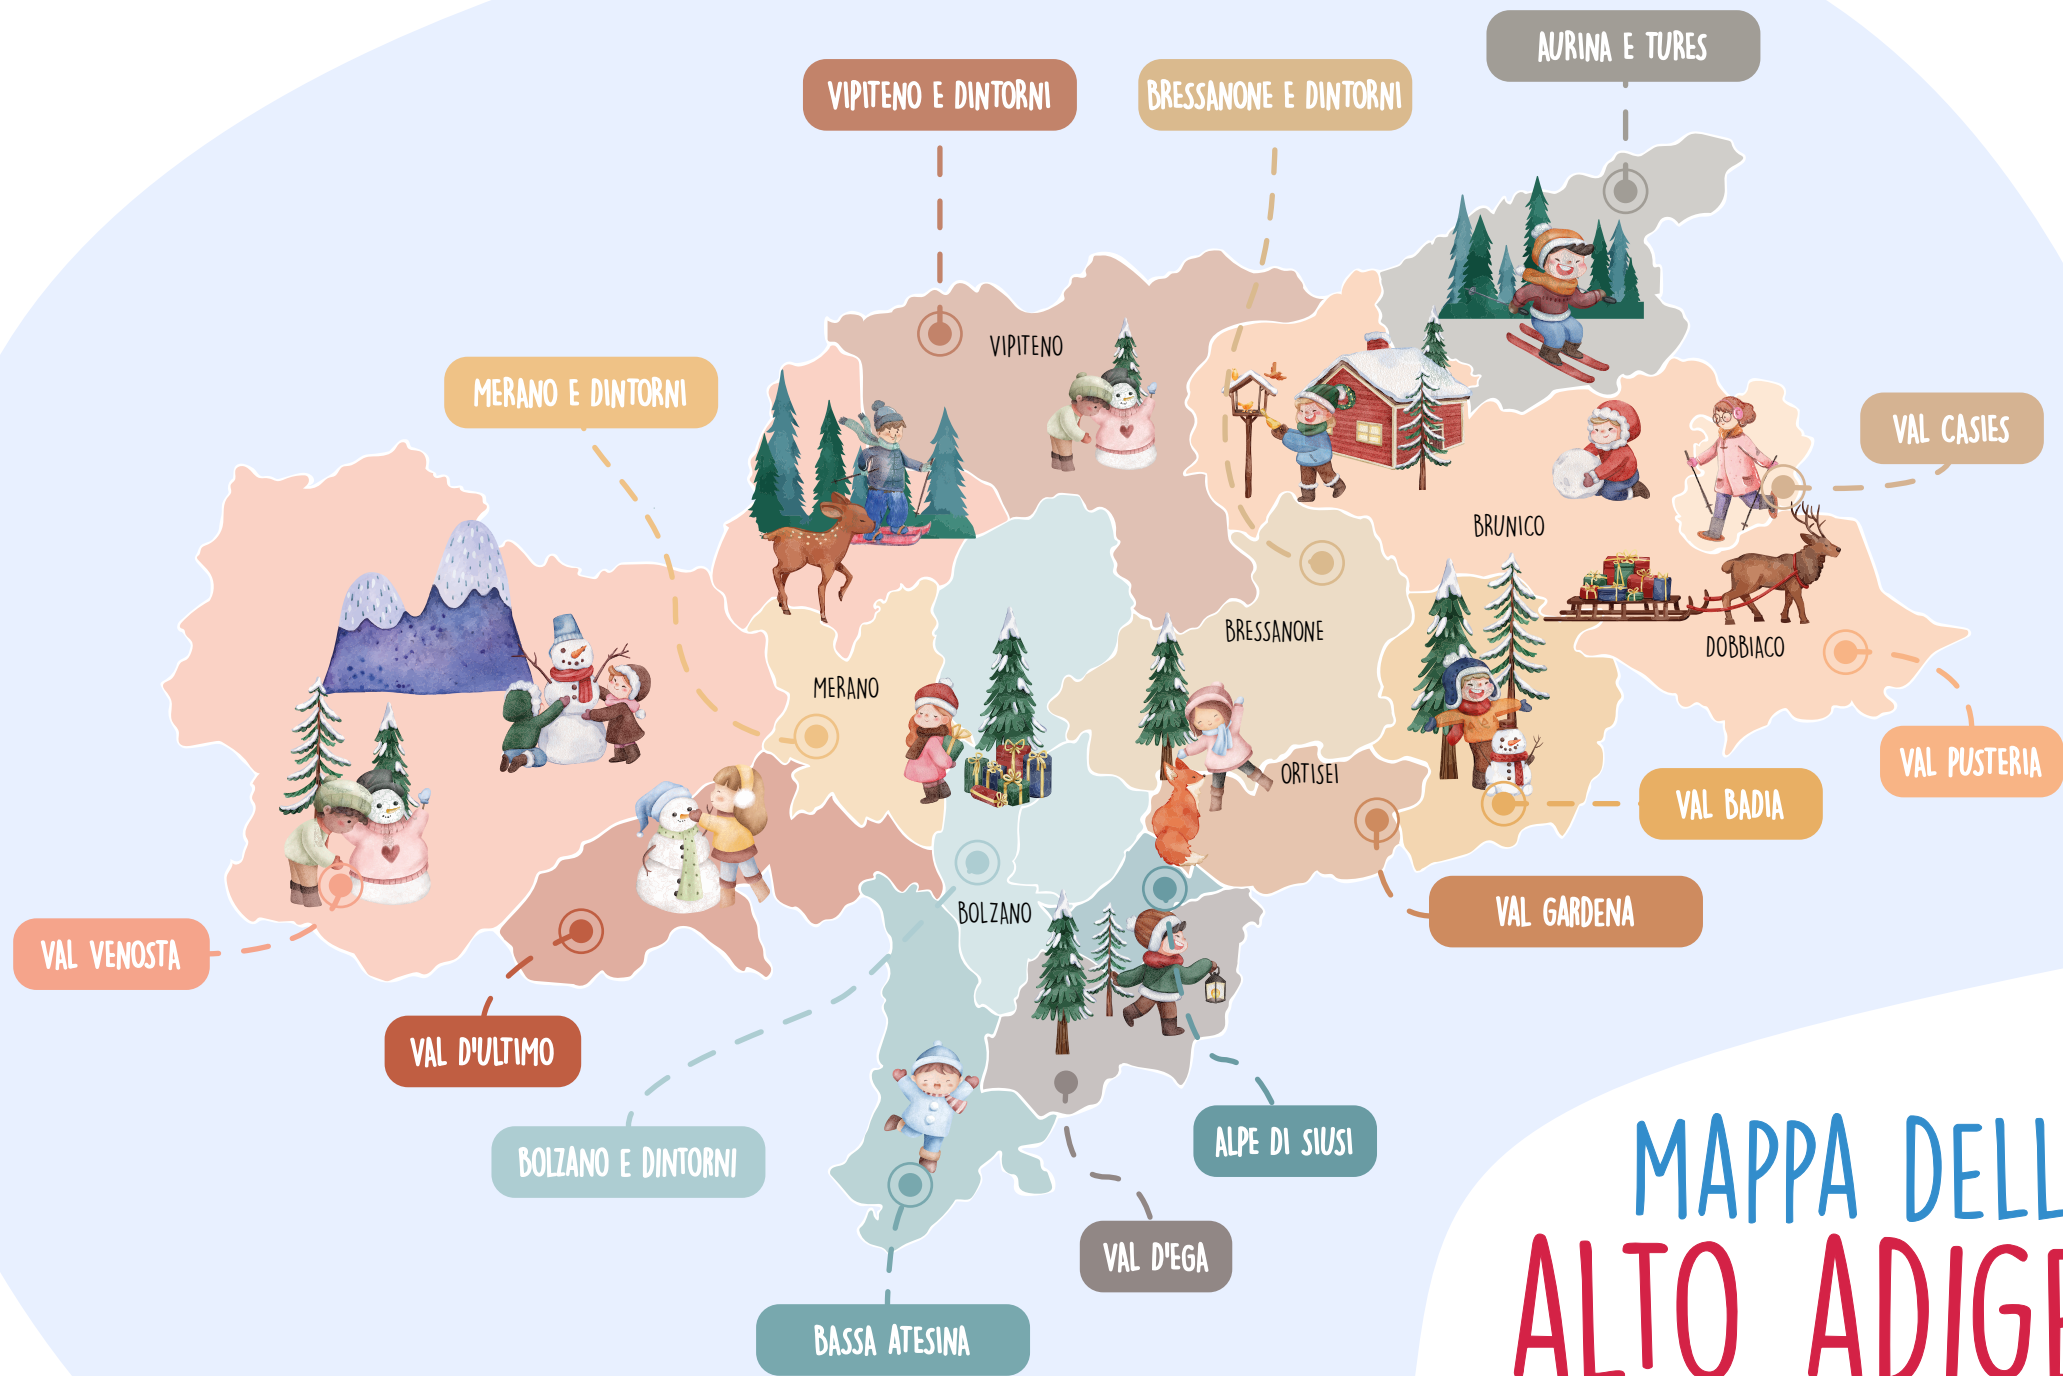 AURINA E TURES
VIPITENO E DINTORNI
BRESSANONE E DINTORNI
VIPITENO
MERANO E DINTORNI
VAL CASIES
BRUNICO
BRESSANONE
DOBBIACO
MERANO
VAL PUSTERIA
ORTISEI
VAL BADIA
BOLZANO
VAL GARDENA
VAL VENOSTA
VAL D'ULTIMO
ALPE DI SIUSI
BOLZANO E DINTORNI
VAL D'EGA
BASSA ATESINA
MAPPA DELL
ALTO ADIGE